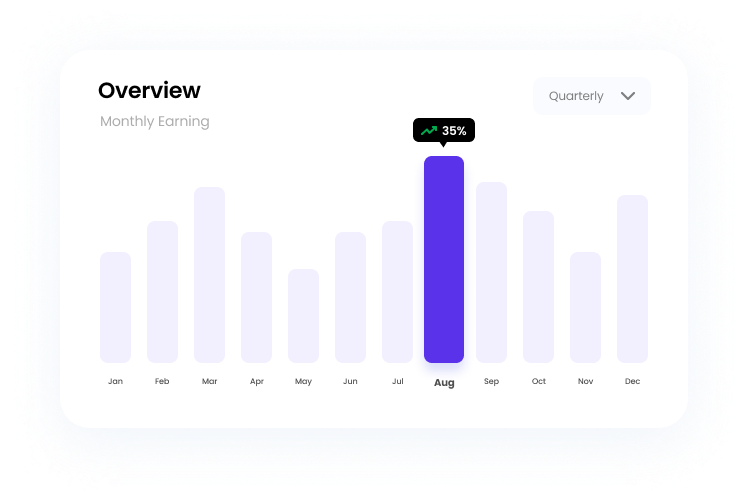 Overview
Quarterly
Monthly Earning
35%
Jan Feb Mar Apr May Jun Jul Aug Sep Oct Nov Dec